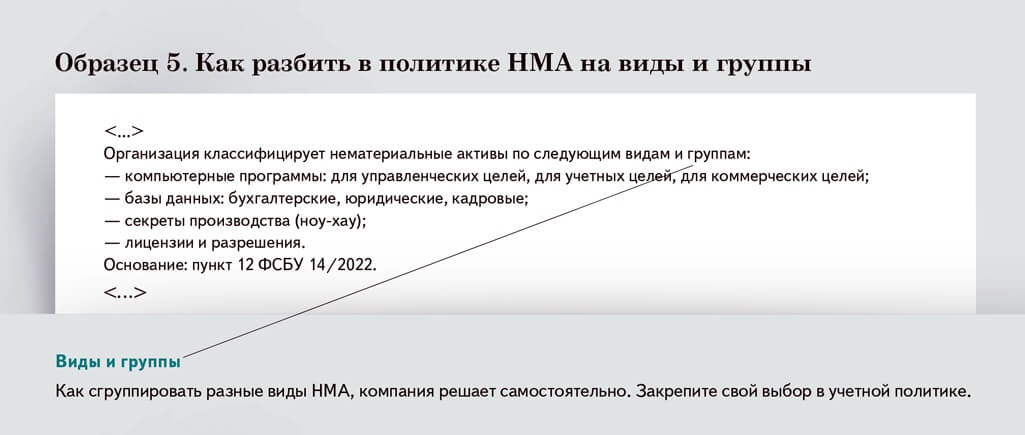 Образец 5. Как разбить в политике НМА на виды и группы
<...>
Организация классифицирует нематериальные активы по следующим видам и группам:
— компьютерные программы: для управленческих целей, для учетных целей, для коммерческих целей;
— базы данных: бухгалтерские, юридические, кадровые;
— секреты производства (ноу-хау);
— лицензии и разрешения.
Основание: пункт 12 ФСБУ 14/2022.
<...>
Виды и группы
Как сгруппировать разные виды НМА, компания решает самостоятельно. Закрепите свой выбор в учетной политике.